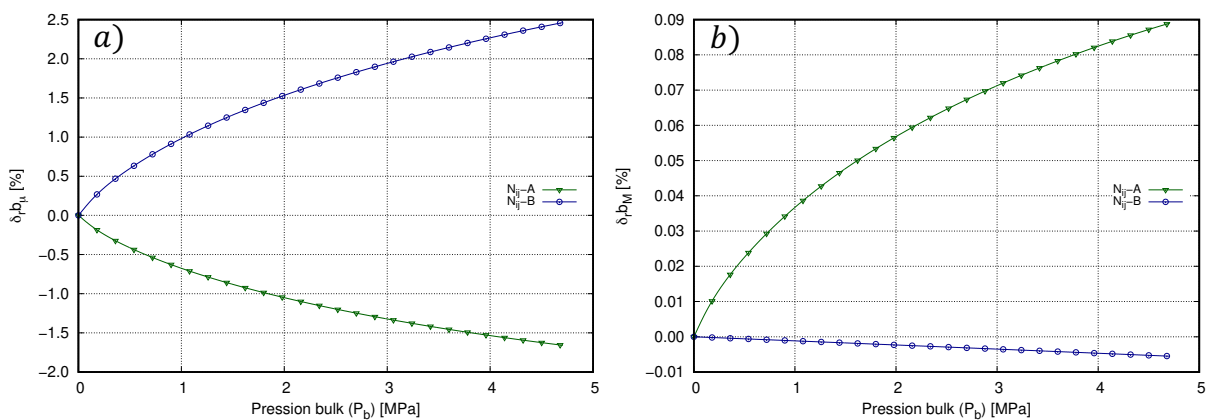 a)
2.5
2.0
1.5
1.0
0.5
0.0
−0.5
−1.0
−1.5
−2.0
δrbμ [%]
Nij−A
Nij−B
0 1 2 3 4 5
Pression bulk (Pb) [MPa]
b)
0.09
0.08
0.07
0.06
0.05
0.04
0.03
0.02
0.01
0.00
−0.01
δrbM [%]
Nij−A
Nij−B
0 1 2 3 4 5
Pression bulk (Pb) [MPa]